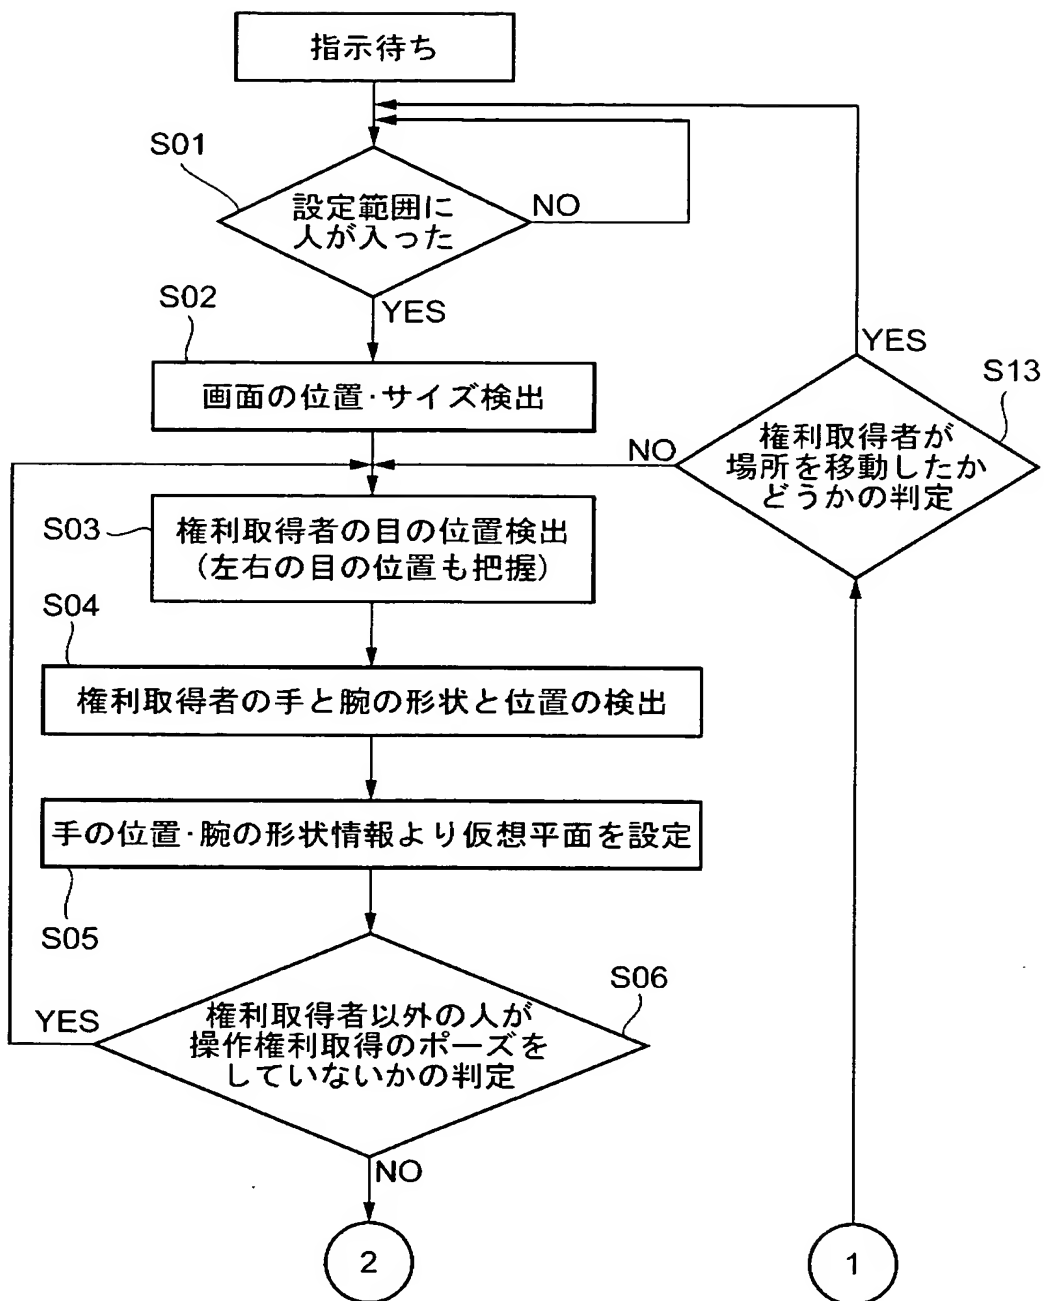 指示待ち
S01
設定範囲に
人が入った
NO
YES
S02
画面の位置·サイズ検出
YES
S13
権利取得者が
場所を移動したか
どうかの判定
NO
S03
権利取得者の目の位置検出
(左右の目の位置も把握)
S04
権利取得者の手と腕の形状と位置の検出
手の位置·腕の形状情報より仮想平面を設定
S05
S06
権利取得者以外の人が
操作権利取得のポーズを
していないかの判定
YES
NO
2
1